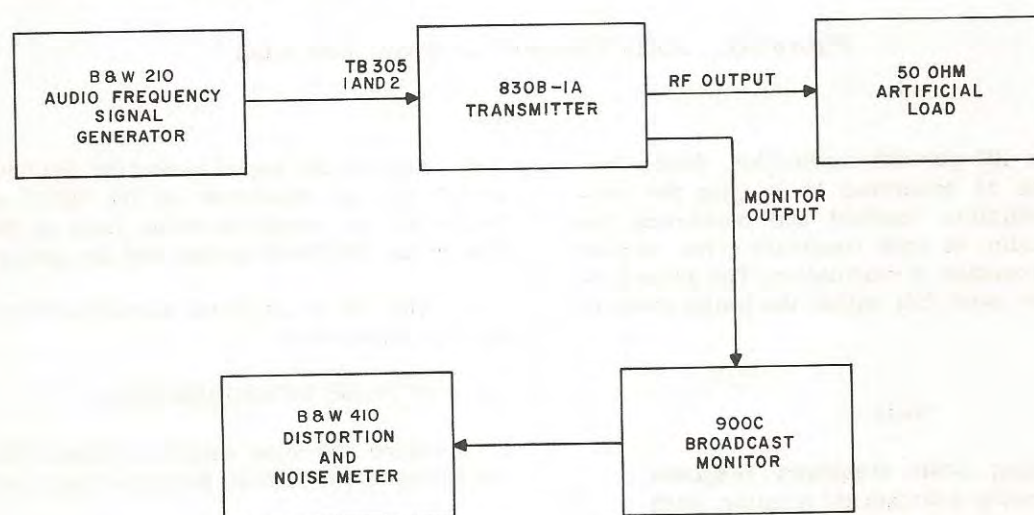 B & W 210
AUDIO FREQUENCY
SIGNAL
GENERATOR
TB 305
1 AND 2
830B-1A
TRANSMITTER
RF OUTPUT
50 OHM
ARTIFICIAL
LOAD
MONITOR
OUTPUT
B & W 410
DISTORTION
AND
NOISE METER
900C
BROADCAST
MONITOR